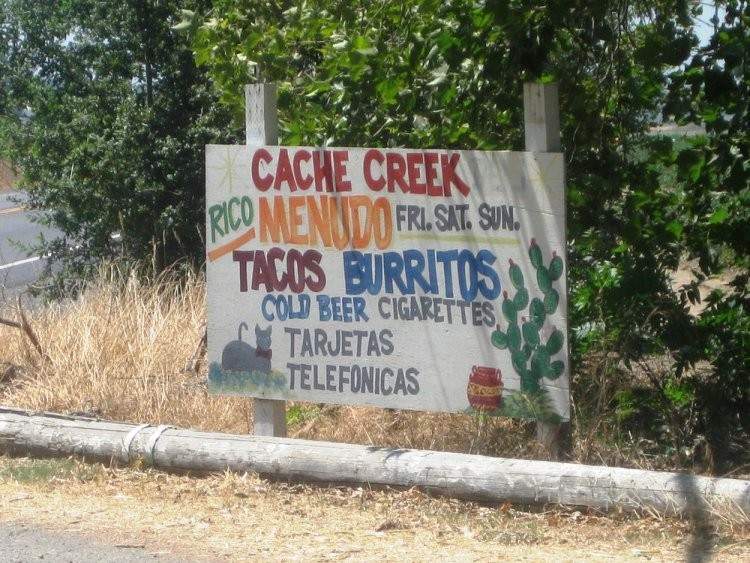 CACHE CREEK
RICO MENUDO FRI. SAT. SUN.
TACOS BURRITOS
COLD BEER CIGARETTES
TARJETAS
TELEFONICAS